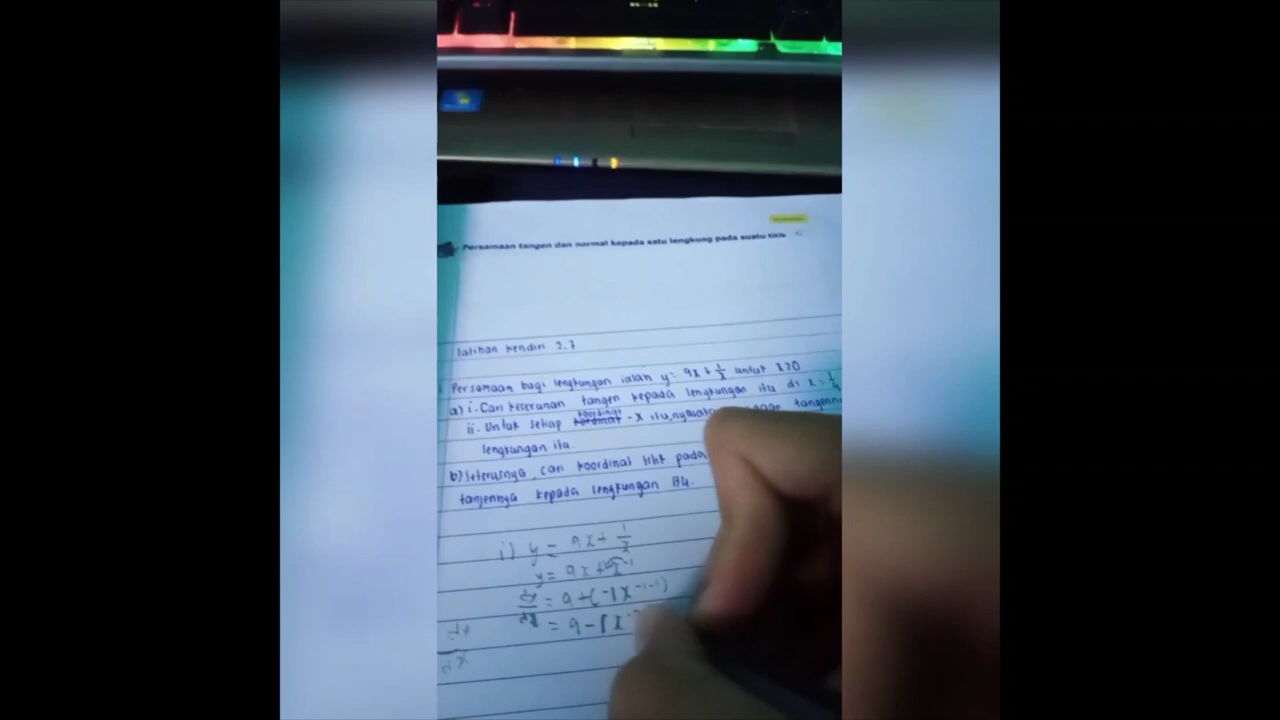 Persamaan tangen dan normal kepada satu lengkung pada suatu titik
latihan kendiri 2.7
Persamaan bagi lengkungan ialah y= 9x + 1/x untuk x>0
a) i. Cari kecerunan tangen kepada lengkungan itu di x = 1/4
ii. Untuk setiap koordinat -x itu,
lengkungan itu.
b) Seterusnya, cari koordinat titik pada
tangennya kepada lengkungan
i) y = 9x + 1/x
y = 9x + x⁻¹
dy/dx = 9 + (-1x⁻¹⁻¹)
= 9 - 1x
dy/dx